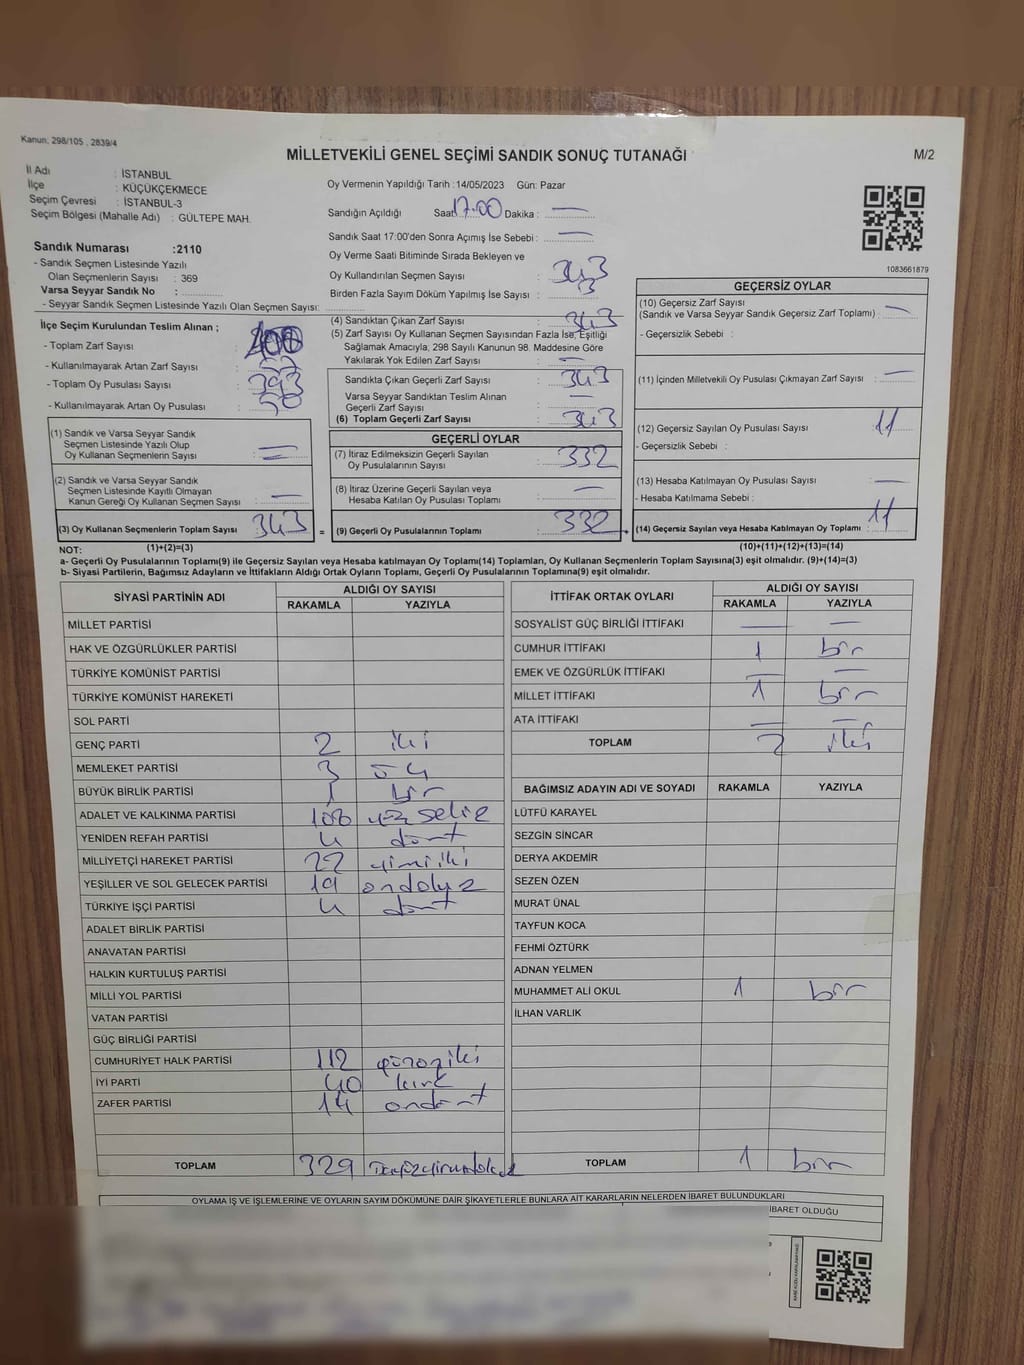 Kanun; 298/105 , 2839/4
MİLLETVEKİLİ GENEL SEÇİMİ SANDIK SONUÇ TUTANAĞI
M/2
İl Adı : İSTANBUL
İlçe : KÜÇÜKÇEKMECE
Seçim Çevresi : İSTANBUL-3
Seçim Bölgesi (Mahalle Adı) : GÜLTEPE MAH.
Sandık Numarası :2110
- Sandık Seçmen Listesinde Yazılı
Olan Seçmenlerin Sayısı : 369
Varsa Seyyar Sandık No :
- Seyyar Sandık Seçmen Listesinde Yazılı Olan Seçmen Sayısı:
Oy Vermenin Yapıldığı Tarih :14/05/2023 Gün: Pazar
Sandığın Açıldığı Saat 17.00 Dakika : —
Sandık Saat 17:00'den Sonra Açımış İse Sebebi : —
Oy Verme Saati Bitiminde Sırada Bekleyen ve
Oy Kullandırılan Seçmen Sayısı : 343
Birden Fazla Sayım Döküm Yapılmış İse Sayısı : 3
1083661879
İlçe Seçim Kurulundan Teslim Alınan ;
- Toplam Zarf Sayısı : 400
- Kullanılmayarak Artan Zarf Sayısı :
- Toplam Oy Pusulası Sayısı : 393
- Kullanılmayarak Artan Oy Pusulası : 50
(4) Sandıktan Çıkan Zarf Sayısı : 343
(5) Zarf Sayısı Oy Kullanan Seçmen Sayısından Fazla İse, Eşitliği
Sağlamak Amacıyla, 298 Sayılı Kanunun 98. Maddesine Göre
Yakılarak Yok Edilen Zarf Sayısı : —
Sandıkta Çıkan Geçerli Zarf Sayısı : 343
Varsa Seyyar Sandıktan Teslim Alınan
Geçerli Zarf Sayısı : —
(6) Toplam Geçerli Zarf Sayısı : 343
GEÇERSİZ OYLAR
(10) Geçersiz Zarf Sayısı
(Sandık ve Varsa Seyyar Sandık Geçersiz Zarf Toplamı) : —
- Geçersizlik Sebebi :
(11) İçinden Milletvekili Oy Pusulası Çıkmayan Zarf Sayısı : —
(12) Geçersiz Sayılan Oy Pusulası Sayısı : 11
- Geçersizlik Sebebi :
(13) Hesaba Katılmayan Oy Pusulası Sayısı : —
- Hesaba Katılmama Sebebi :
(14) Geçersiz Sayılan veya Hesaba Katılmayan Oy Toplamı : 11
(1) Sandık ve Varsa Seyyar Sandık
Seçmen Listesinde Yazılı Olup
Oy Kullanan Seçmenlerin Sayısı : —
(2) Sandık ve Varsa Seyyar Sandık
Seçmen Listesinde Kayıtlı Olmayan
Kanun Gereği Oy Kullanan Seçmen Sayısı : —
(3) Oy Kullanan Seçmenlerin Toplam Sayısı : 343 =
GEÇERLİ OYLAR
(7) İtiraz Edilmeksizin Geçerli Sayılan
Oy Pusulalarının Sayısı : 332
(8) İtiraz Üzerine Geçerli Sayılan veya
Hesaba Katılan Oy Pusulası Toplamı : —
(9) Geçerli Oy Pusulalarının Toplamı : 332 +
NOT: (1)+(2)=(3) (10)+(11)+(12)+(13)=(14)
a- Geçerli Oy Pusulalarının Toplamı(9) ile Geçersiz Sayılan veya Hesaba katılmayan Oy Toplamı(14) Toplamları, Oy Kullanan Seçmenlerin Toplam Sayısına(3) eşit olmalıdır. (9)+(14)=(3)
b- Siyasi Partilerin, Bağımsız Adayların ve İttifakların Aldığı Ortak Oyların Toplamı, Geçerli Oy Pusulalarının Toplamına(9) eşit olmalıdır.
SİYASİ PARTİNİN ADI ALDIĞI OY SAYISI
RAKAMLA YAZIYLA
MİLLET PARTİSİ
HAK VE ÖZGÜRLÜKLER PARTİSİ
TÜRKİYE KOMÜNİST PARTİSİ
TÜRKİYE KOMÜNİST HAREKETİ
SOL PARTİ
GENÇ PARTİ 2 iki
MEMLEKET PARTİSİ 3 üç
BÜYÜK BİRLİK PARTİSİ 1 bir
ADALET VE KALKINMA PARTİSİ 108 yüz sekiz
YENİDEN REFAH PARTİSİ 4 dört
MİLLİYETÇİ HAREKET PARTİSİ 22 yirmi iki
YEŞİLLER VE SOL GELECEK PARTİSİ 19 ondokuz
TÜRKİYE İŞÇİ PARTİSİ 4 dört
ADALET BİRLİK PARTİSİ
ANAVATAN PARTİSİ
HALKIN KURTULUŞ PARTİSİ
MİLLİ YOL PARTİSİ
VATAN PARTİSİ
GÜÇ BİRLİĞİ PARTİSİ
CUMHURİYET HALK PARTİSİ 112 yüzoniki
İYİ PARTİ 40 kırk
ZAFER PARTİSİ 14 ondört
TOPLAM 329
İTTİFAK ORTAK OYLARI ALDIĞI OY SAYISI
RAKAMLA YAZIYLA
SOSYALİST GÜÇ BİRLİĞİ İTTİFAKI — —
CUMHUR İTTİFAKI 1 bir
EMEK VE ÖZGÜRLÜK İTTİFAKI — —
MİLLET İTTİFAKI 1 bir
ATA İTTİFAKI — —
TOPLAM 2 iki
BAĞIMSIZ ADAYIN ADI VE SOYADI RAKAMLA YAZIYLA
LÜTFÜ KARAYEL
SEZGİN SİNCAR
DERYA AKDEMİR
SEZEN ÖZEN
MURAT ÜNAL
TAYFUN KOCA
FEHMİ ÖZTÜRK
ADNAN YELMEN
MUHAMMET ALİ OKUL 1 bir
İLHAN VARLIK
TOPLAM 1 bir
OYLAMA İŞ VE İŞLEMLERİNE VE OYLARIN SAYIM DÖKÜMÜNE DAİR ŞİKAYETLERLE BUNLARA AİT KARARLARIN NELERDEN İBARET BULUNDUKLARI
İBARET OLDUĞU